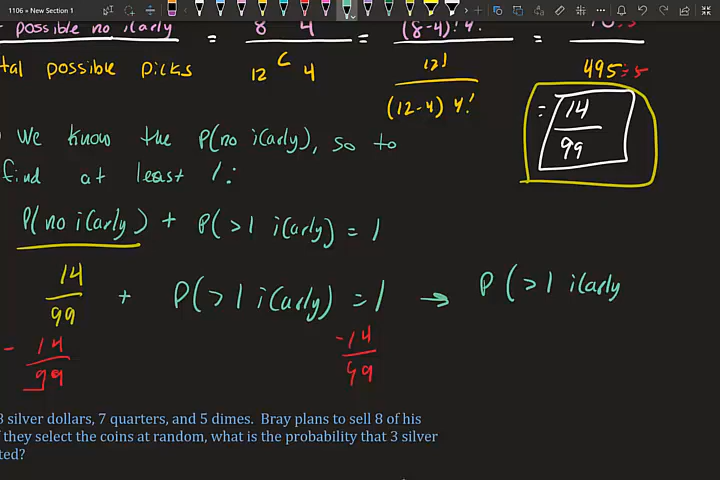 1106 • New Section 1
possible no icarly = 8 4 = (8-4)! 4! =
tal possible picks 12 C 4 12! 495÷5
(12-4) 4!
= 14/99
We know the P(no icarly), so to
find at least 1:
P(no icarly) + P(>1 icarly) = 1
14/99 + P(>1 icarly) = 1 → P(>1 icarly
- 14/99 -14/99
silver dollars, 7 quarters, and 5 dimes. Bray plans to sell 8 of his
they select the coins at random, what is the probability that 3 silver
ted?